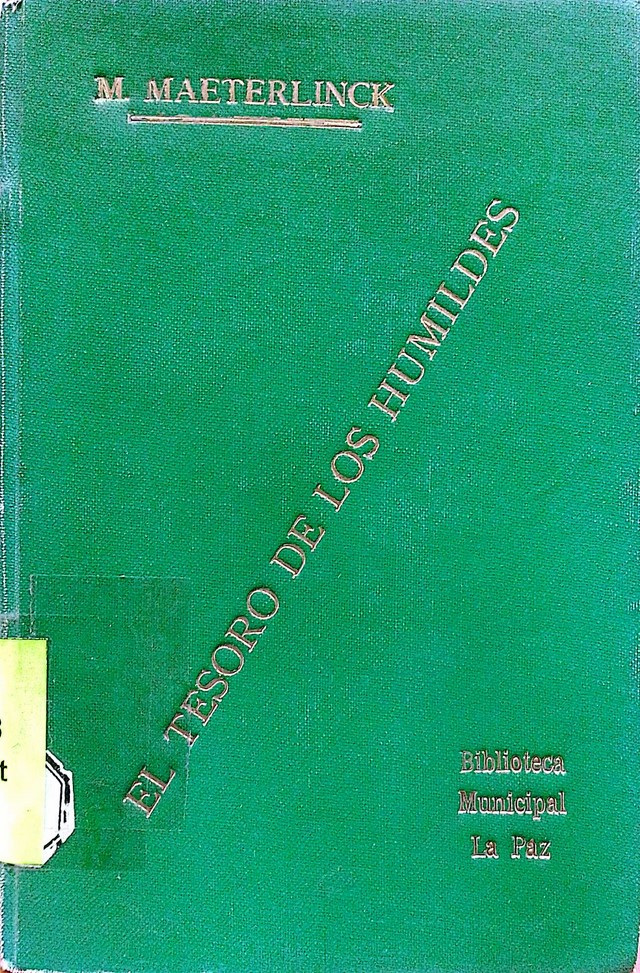 M. MAETERLINCK
EL TESORO DE LOS HUMILDES
Biblioteca
Municipal
La Paz
t